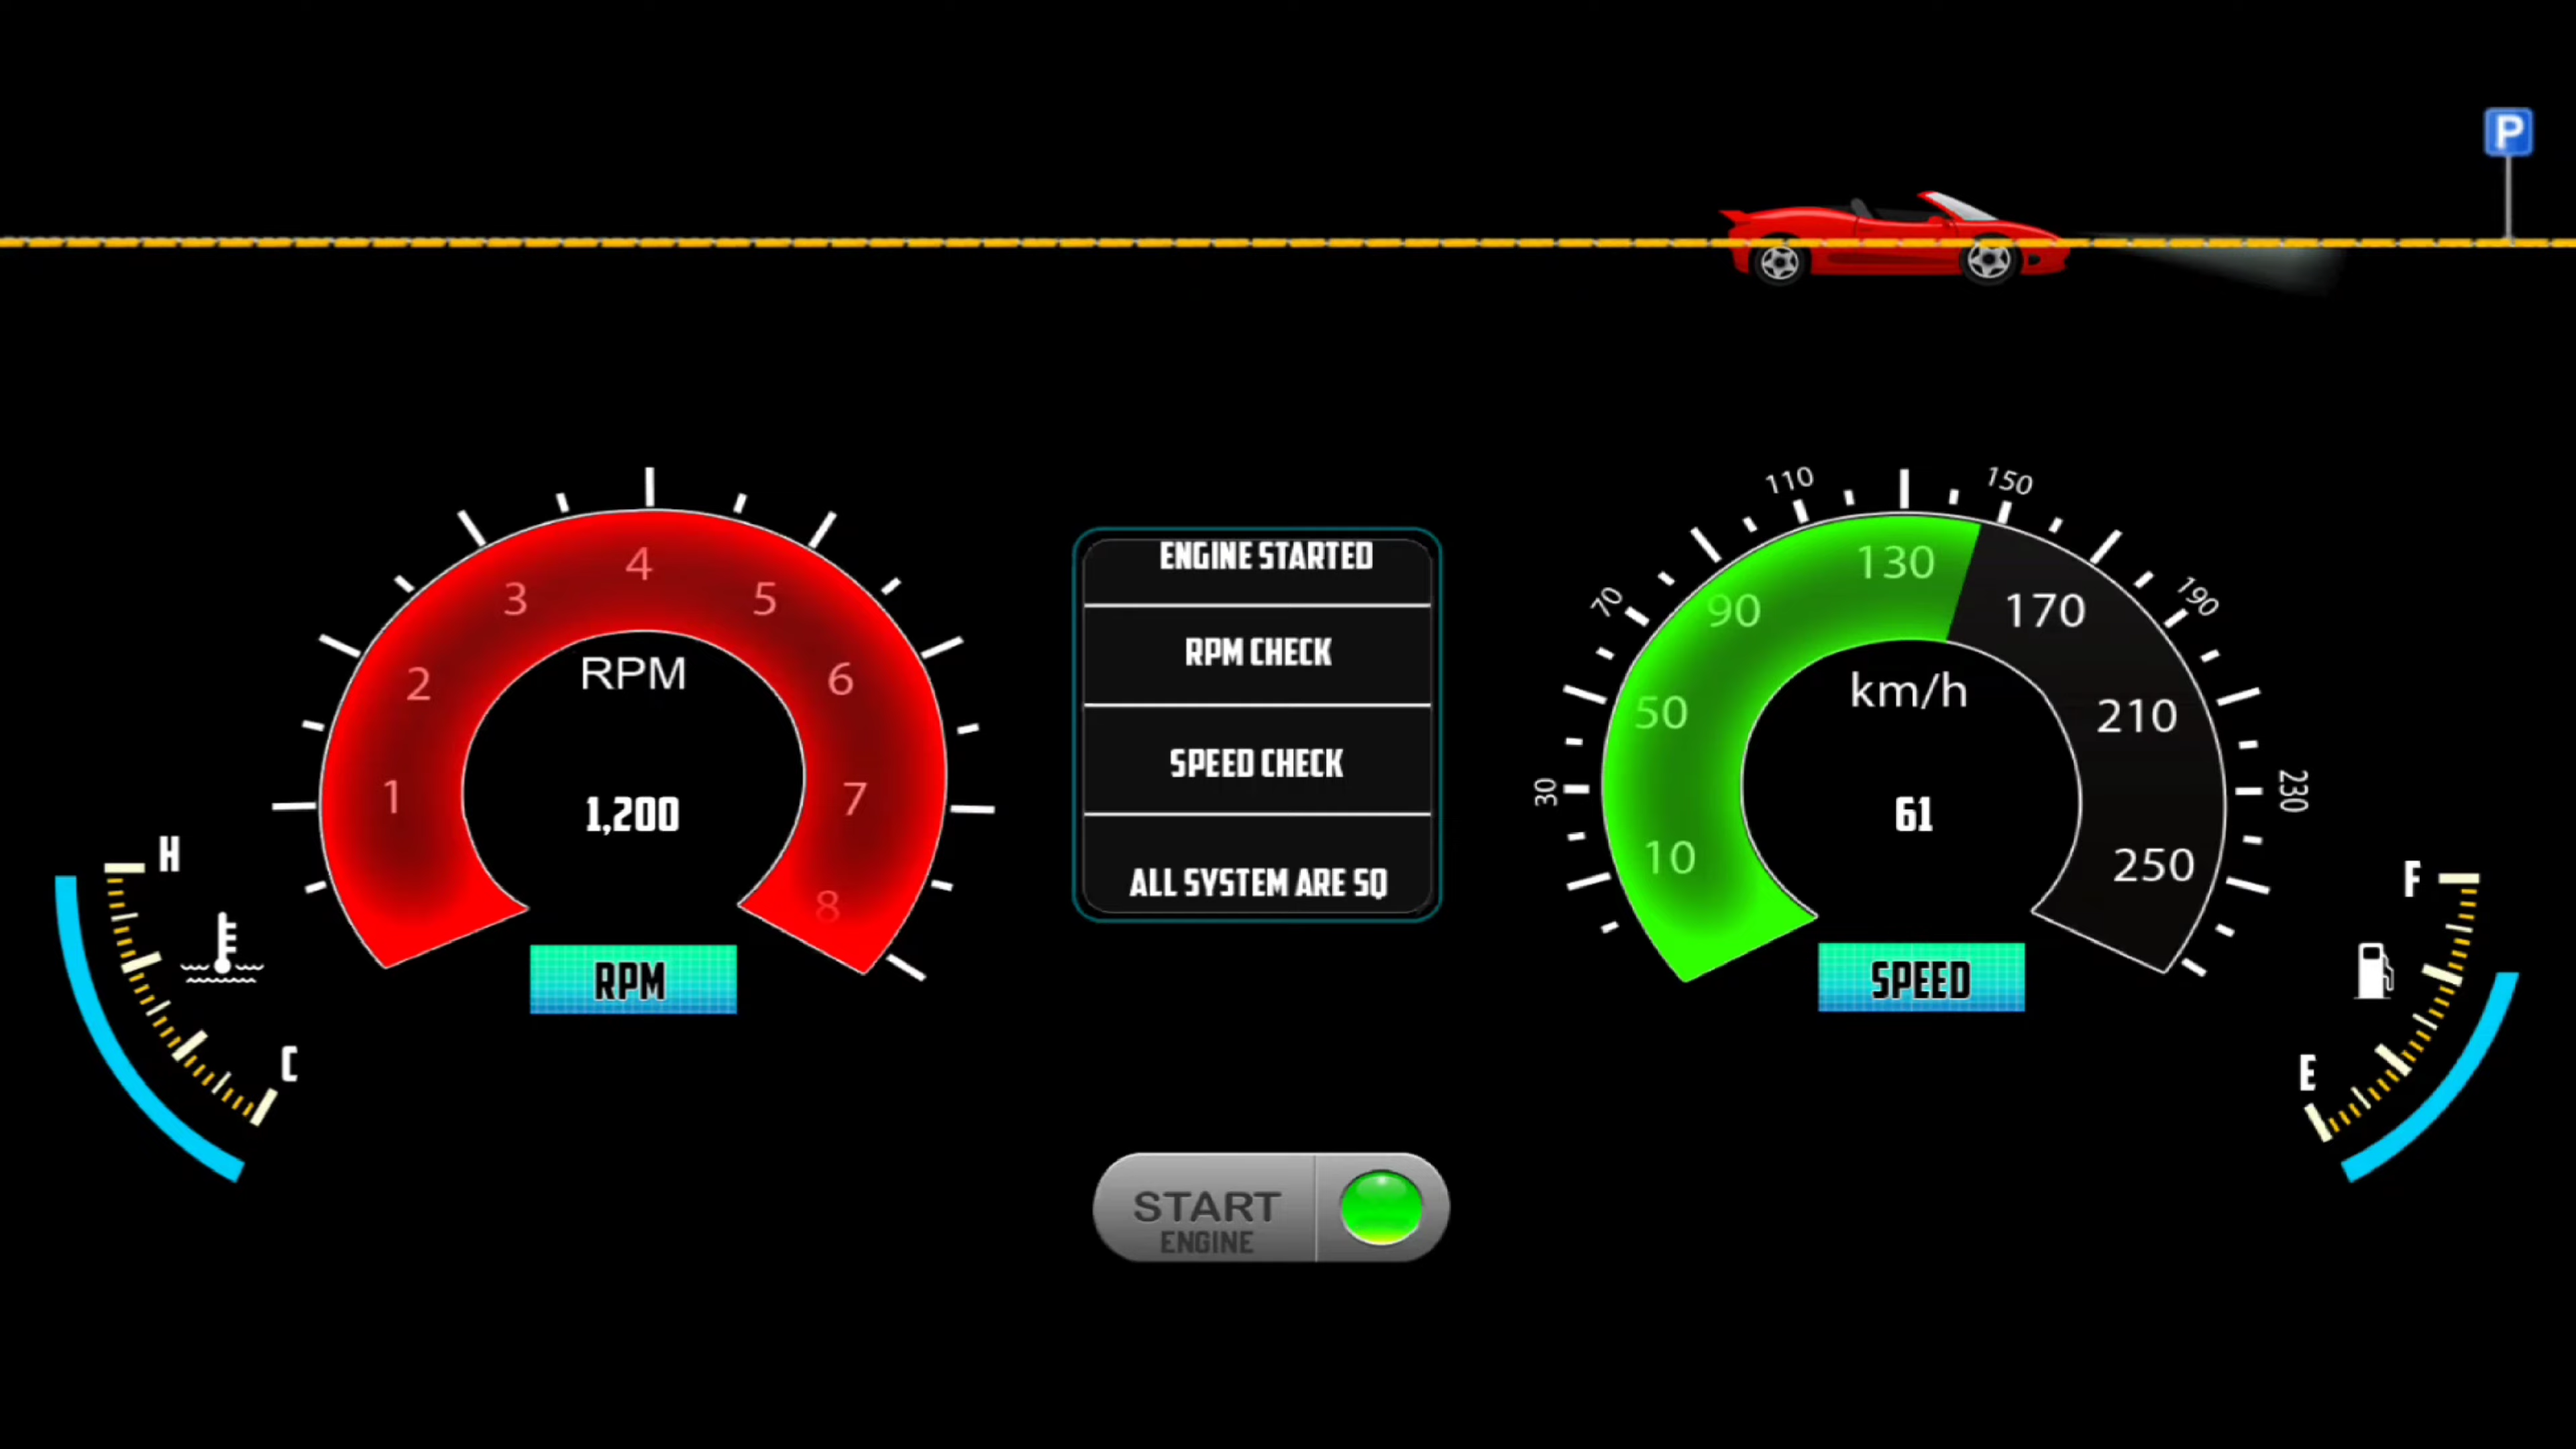 P
110
150
4
130
3
5
90
170
70
190
RPM
2
6
50
210
km/h
1
7
30
230
1,200
61
10
250
8
ENGINE STARTED
RPM CHECK
SPEED CHECK
ALL SYSTEM ARE SQ
H
C
F
E
RPM
SPEED
START
ENGINE